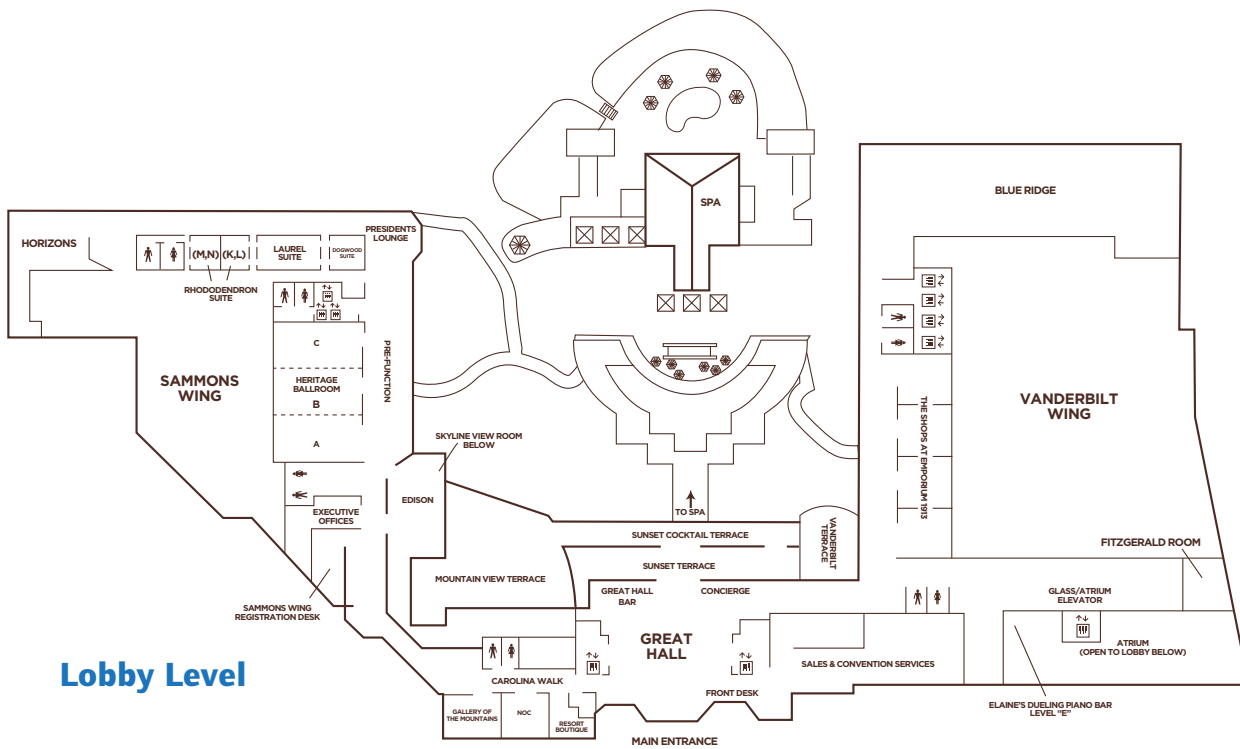 SPA
BLUE RIDGE
HORIZONS
PRESIDENTS
LOUNGE
(M,N)
(K,L)
LAUREL
SUITE
DOGWOOD
SUITE
RHODODENDRON
SUITE
C
HERITAGE
BALLROOM
B
A
PRE-FUNCTION
SAMMONS
WING
VANDERBILT
WING
THE SHOPS AT EMPORIUM 1913
SKYLINE VIEW ROOM
BELOW
EDISON
EXECUTIVE
OFFICES
TO SPA
SUNSET COCKTAIL TERRACE
VANDERBILT
TERRACE
SUNSET TERRACE
MOUNTAIN VIEW TERRACE
GREAT HALL
BAR
CONCIERGE
FITZGERALD ROOM
GLASS/ATRIUM
ELEVATOR
SAMMONS WING
REGISTRATION DESK
GREAT
HALL
ATRIUM
(OPEN TO LOBBY BELOW)
SALES & CONVENTION SERVICES
Lobby Level
CAROLINA WALK
FRONT DESK
GALLERY OF
THE MOUNTAINS
NOC
RESORT
BOUTIQUE
ELAINE'S DUELING PIANO BAR
LEVEL "E"
MAIN ENTRANCE